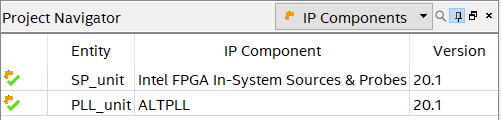 Project Navigator IP Components
Entity IP Component Version
SP_unit Intel FPGA In-System Sources & Probes 20.1
PLL_unit ALTPLL 20.1